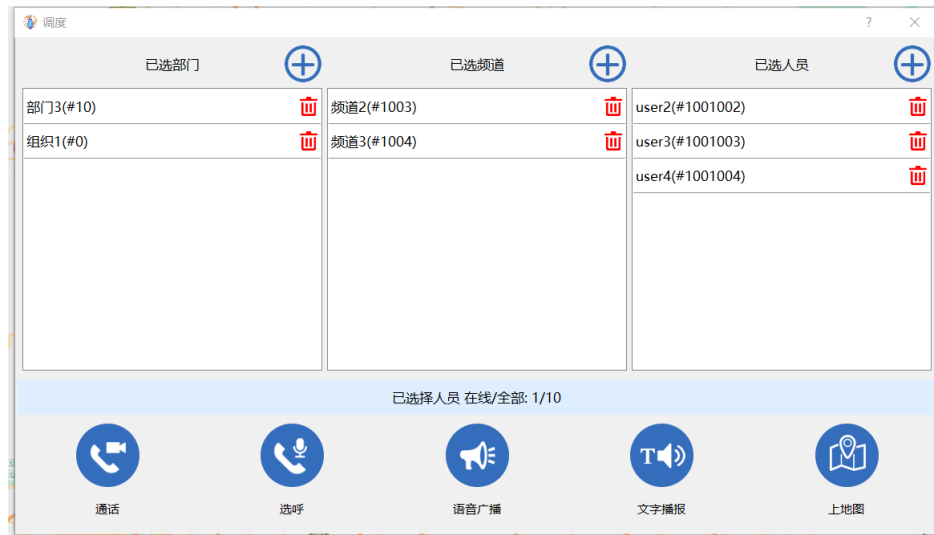 调度
已选部门
已选频道
已选人员
部门3(#10)
频道2(#1003)
user2(#1001002)
组织1(#0)
频道3(#1004)
user3(#1001003)
user4(#1001004)
已选择人员 在线/全部: 1/10
T
通话
选呼
语音广播
文字播报
上地图